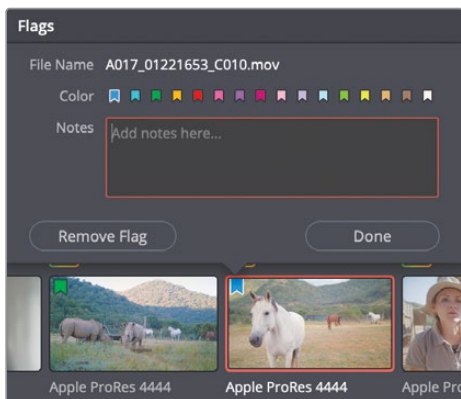 Flags
File Name A017_01221653_C010.mov
Color
Notes Add notes here...
Remove Flag Done
Apple ProRes 4444 Apple ProRes 4444 Apple Pro